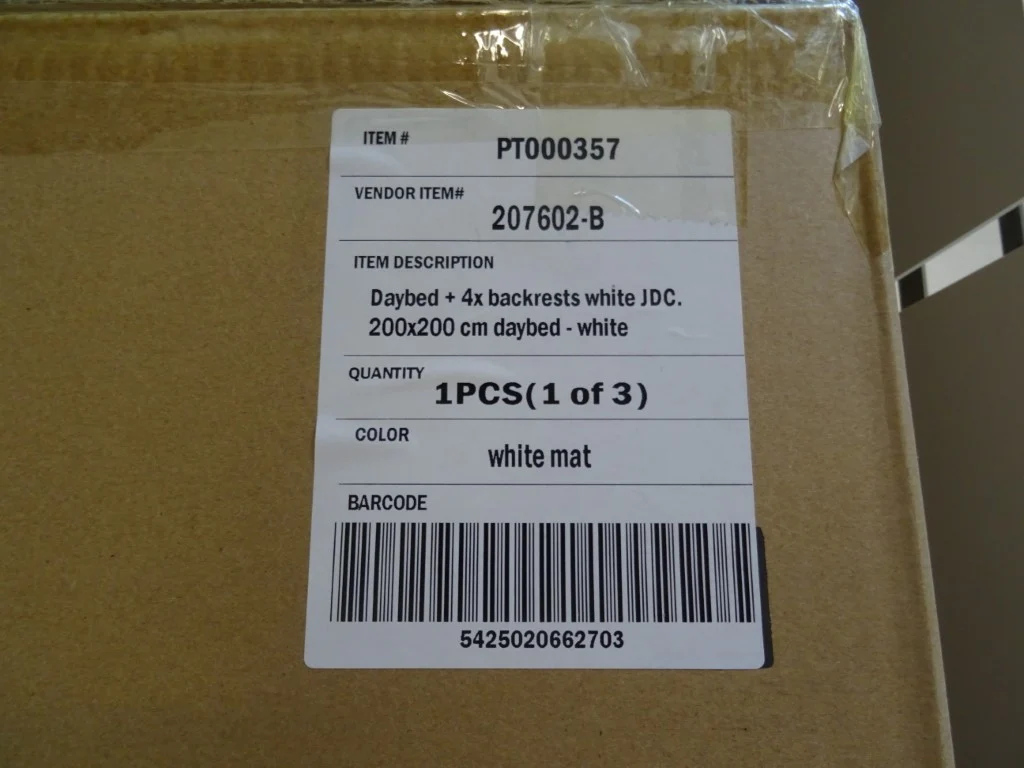 ITEM #
PT000357
VENDOR ITEM#
207602-B
ITEM DESCRIPTION
Daybed + 4x backrests white JDC.
200x200 cm daybed - white
QUANTITY
1PCS(1 of 3)
COLOR
white mat
BARCODE
5425020662703